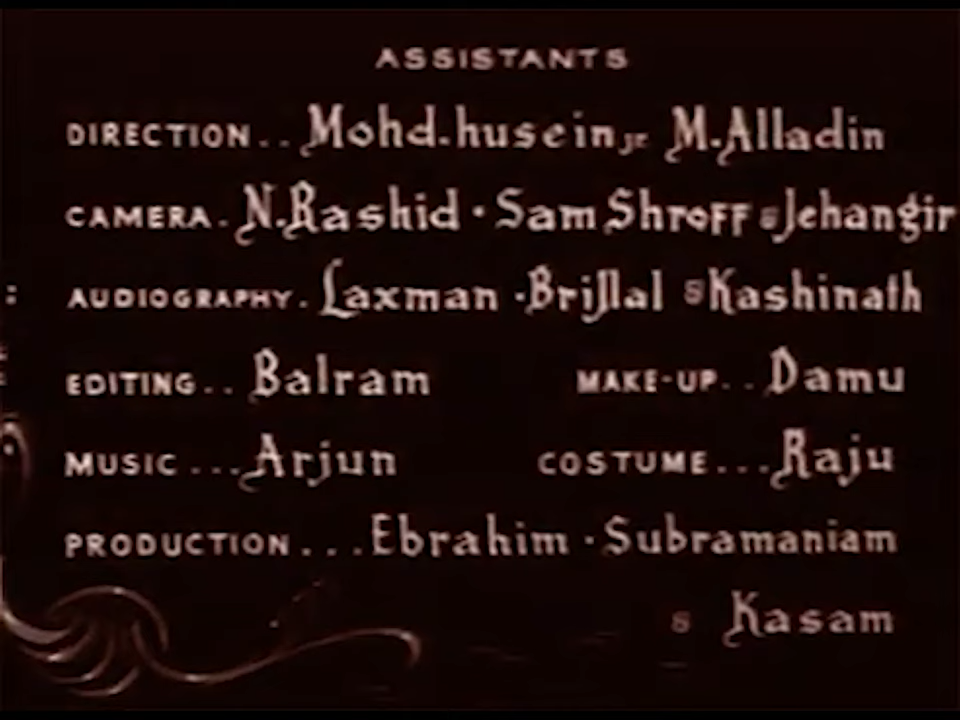 ASSISTANTS
DIRECTION.. Mohd.husein,jr M.Alladin
CAMERA. N.Rashid · Sam Shroff & Jehangir
AUDIOGRAPHY. Laxman · Brijlal & Kashinath
EDITING.. Balram MAKE-UP.. Damu
MUSIC ... Arjun COSTUME... Raju
PRODUCTION ... Ebrahim · Subramaniam
& Kasam